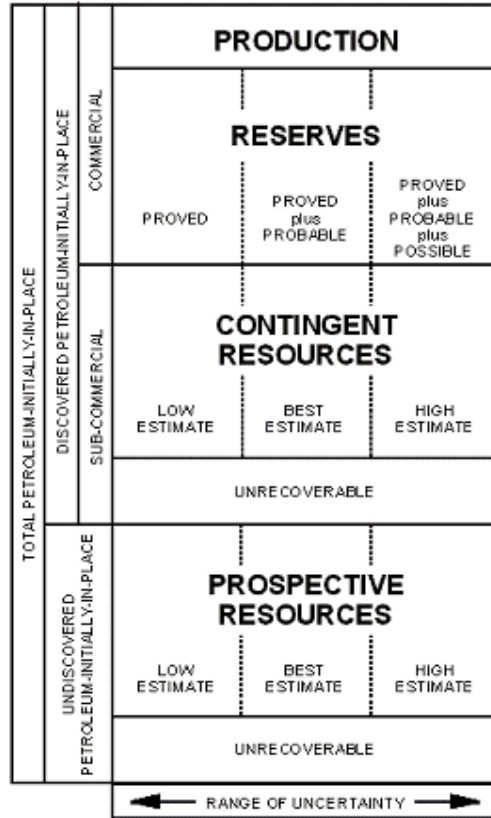 TOTAL PETROLEUM-INITIALLY-IN-PLACE
DISCOVERED PETROLEUM-INITIALLY-IN-PLACE
COMMERCIAL
PRODUCTION
RESERVES
PROVED
PROVED
plus
PROBABLE
PROVED
plus
PROBABLE
plus
POSSIBLE
SUB-COMMERCIAL
CONTINGENT
RESOURCES
LOW
ESTIMATE
BEST
ESTIMATE
HIGH
ESTIMATE
UNRECOVERABLE
UNDISCOVERED
PETROLEUM-INITIALLY-IN-PLACE
PROSPECTIVE
RESOURCES
LOW
ESTIMATE
BEST
ESTIMATE
HIGH
ESTIMATE
UNRECOVERABLE
RANGE OF UNCERTAINTY